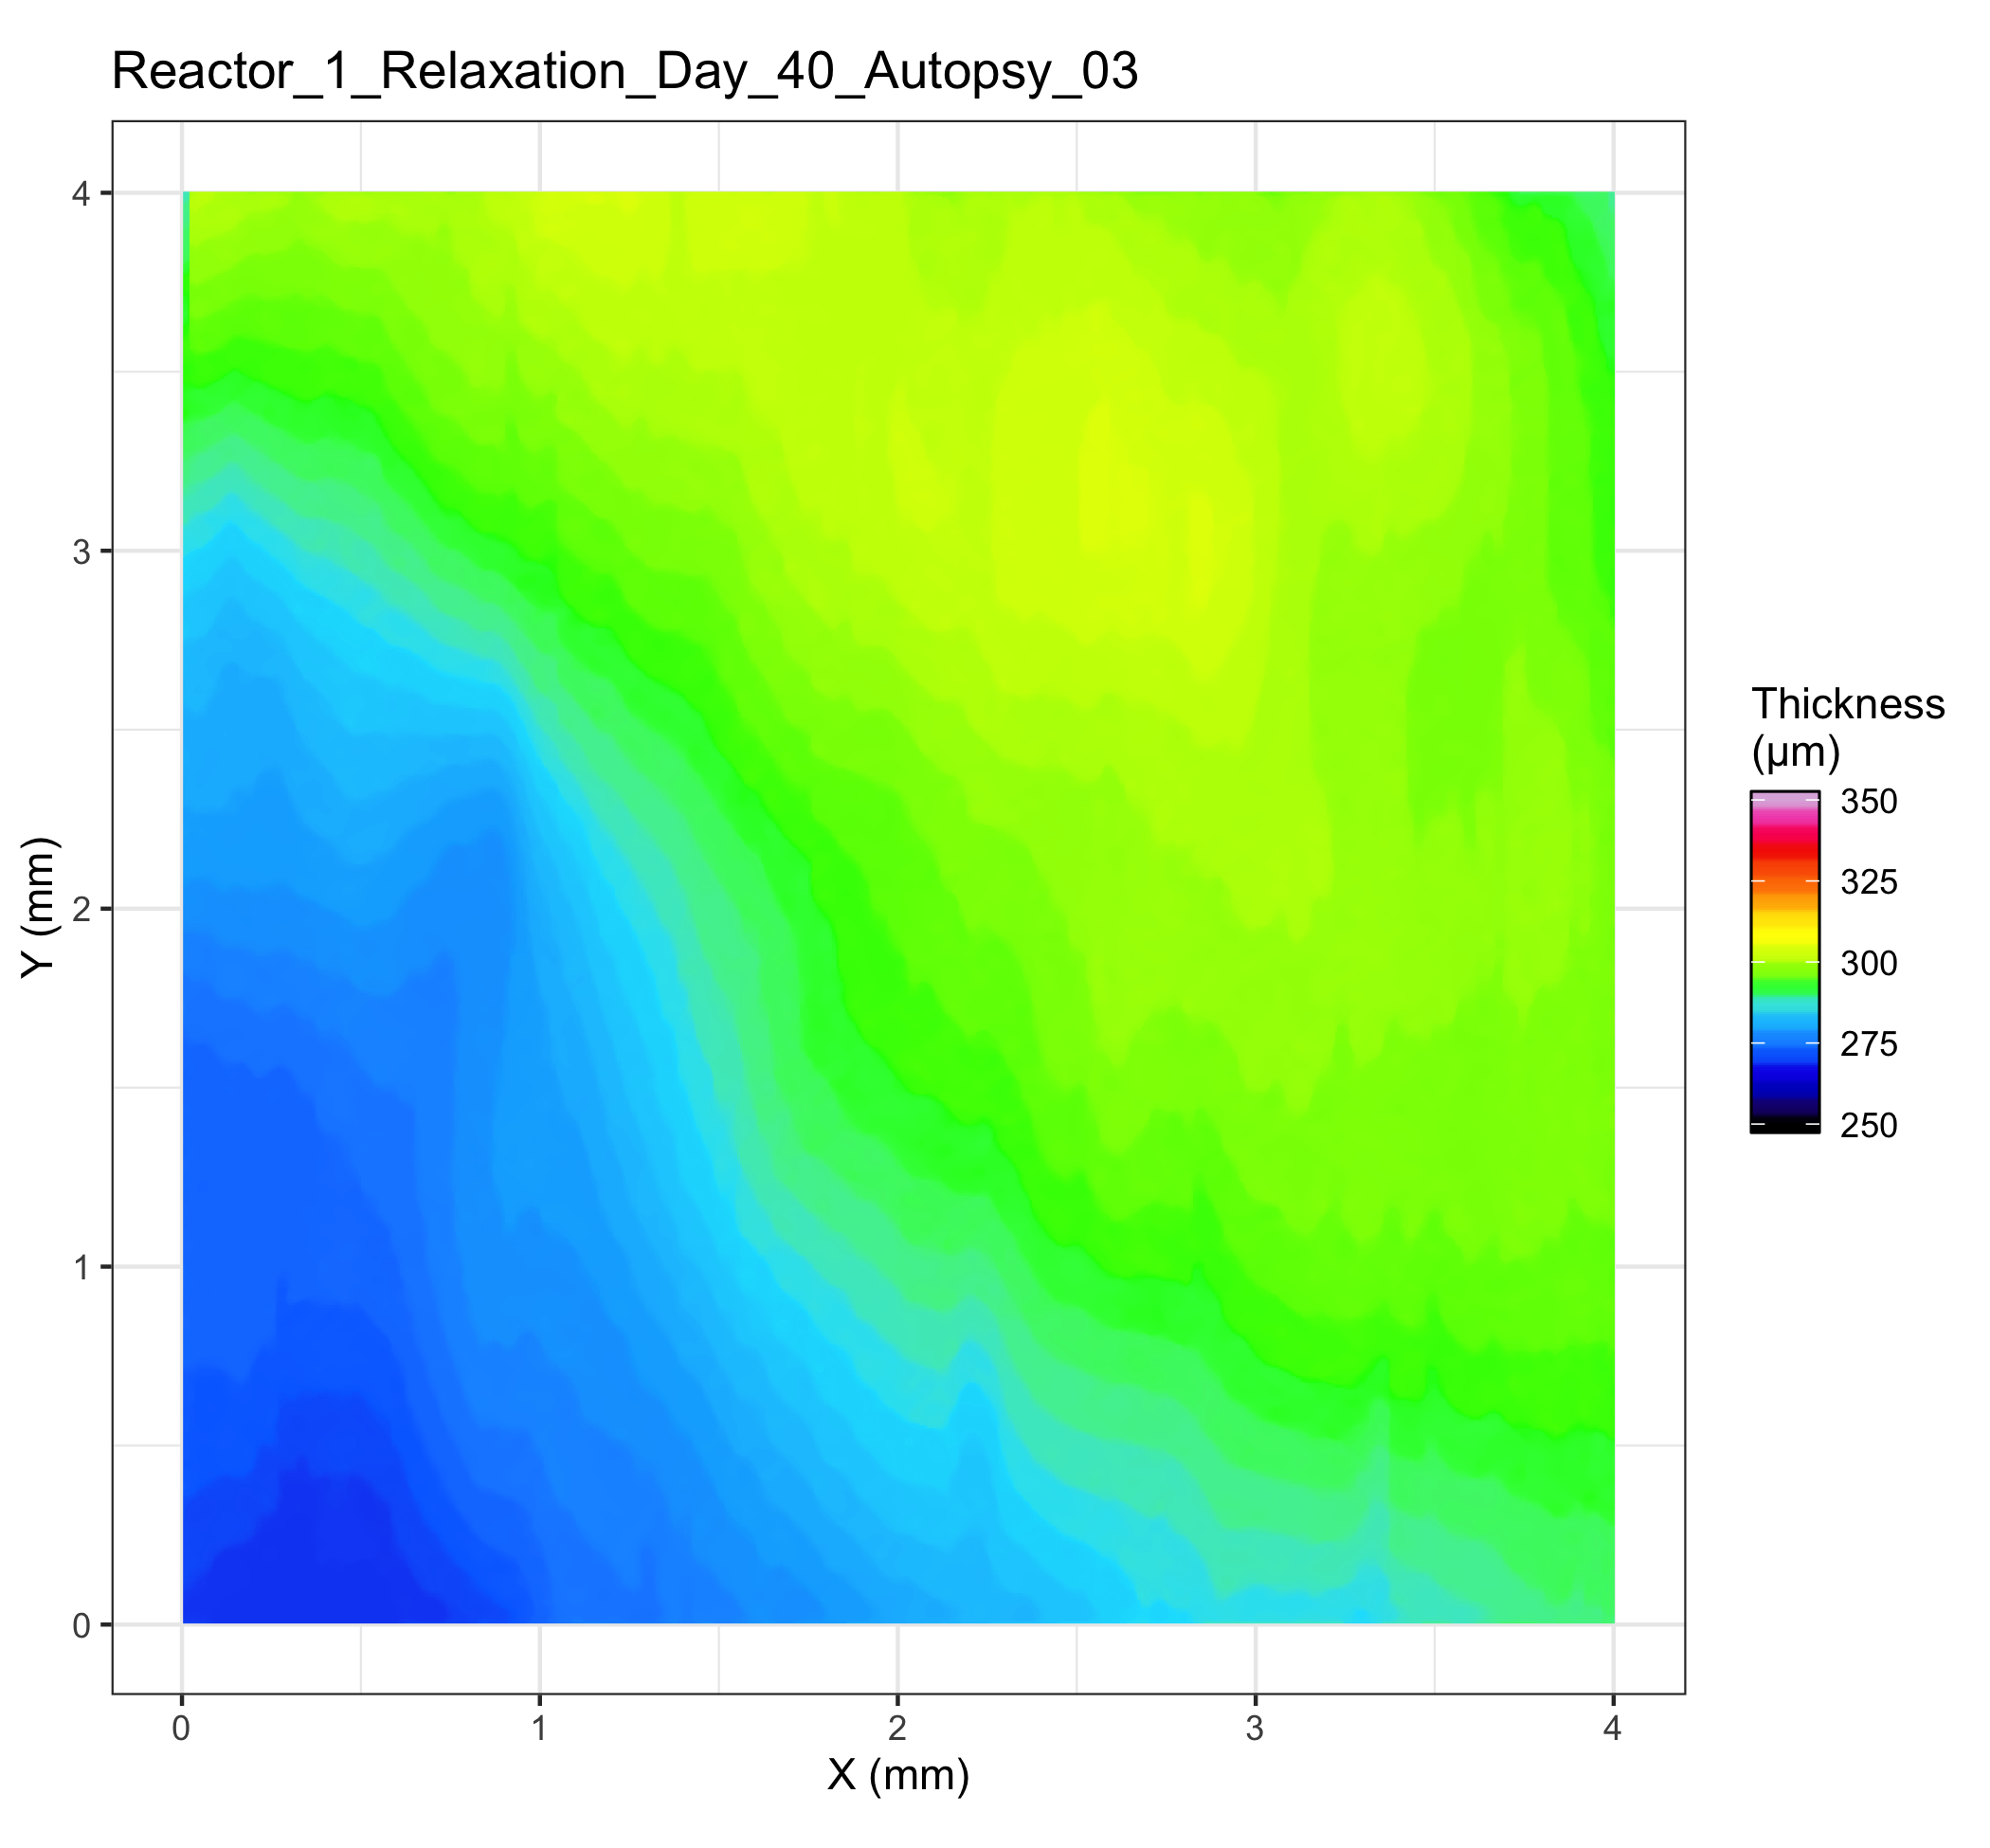 Reactor_1_Relaxation_Day_40_Autopsy_03
4
3
2
1
0
Y (mm)
0 1 2 3 4
X (mm)
Thickness
(µm)
350
325
300
275
250